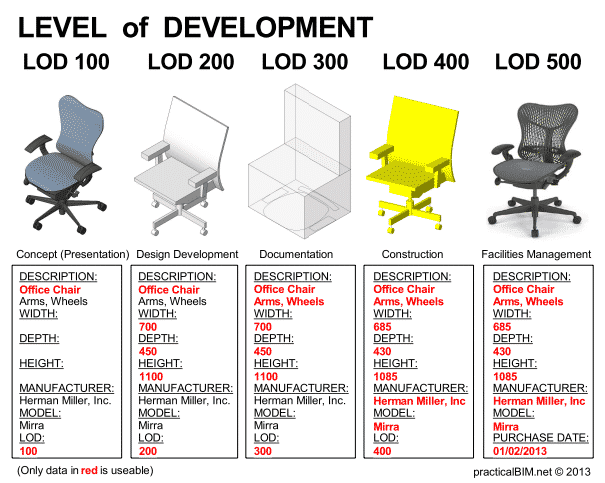 LEVEL of DEVELOPMENT
LOD 100
LOD 200
LOD 300
LOD 400
LOD 500
Concept (Presentation)
Design Development
Documentation
Construction
Facilities Management
DESCRIPTION:
Office Chair
Arms, Wheels
WIDTH:
DEPTH:
HEIGHT:
MANUFACTURER:
Herman Miller, Inc.
MODEL:
Mirra
LOD:
100
DESCRIPTION:
Office Chair
Arms, Wheels
WIDTH:
700
DEPTH:
450
HEIGHT:
1100
MANUFACTURER:
Herman Miller, Inc.
MODEL:
Mirra
LOD:
200
DESCRIPTION:
Office Chair
Arms, Wheels
WIDTH:
700
DEPTH:
450
HEIGHT:
1100
MANUFACTURER:
Herman Miller, Inc.
MODEL:
Mirra
LOD:
300
DESCRIPTION:
Office Chair
Arms, Wheels
WIDTH:
685
DEPTH:
430
HEIGHT:
1085
MANUFACTURER:
Herman Miller, Inc
MODEL:
Mirra
LOD:
400
DESCRIPTION:
Office Chair
Arms, Wheels
WIDTH:
685
DEPTH:
430
HEIGHT:
1085
MANUFACTURER:
Herman Miller, Inc
MODEL:
Mirra
PURCHASE DATE:
01/02/2013
(Only data in red is useable)
practicalBIM.net © 2013